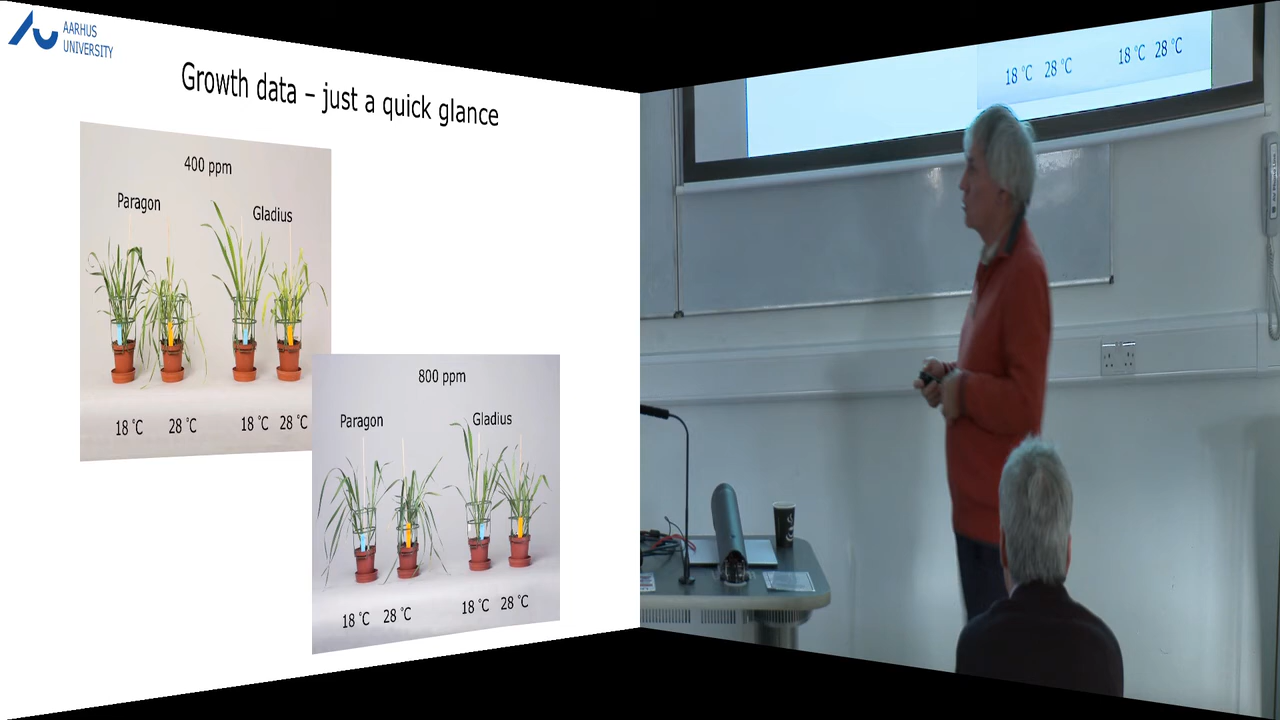 AARHUS
UNIVERSITY
Growth data – just a quick glance
400 ppm
Paragon
Gladius
18 °C 28 °C 18 °C 28 °C
800 ppm
Paragon Gladius
18 °C 28 °C 18 °C 28 °C
18 °C 28 °C 18 °C 28 °C